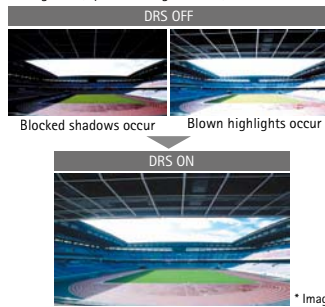 DRS OFF
Blocked shadows occur
Blown highlights occur
DRS ON
* Imag